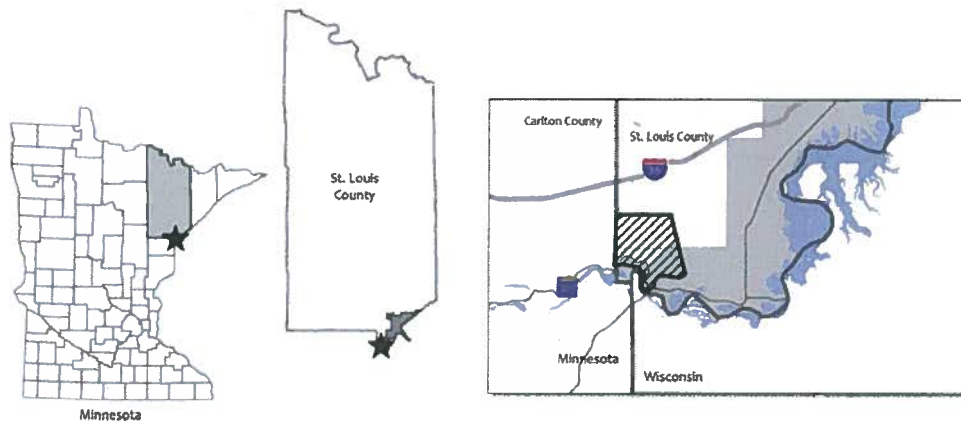 Carlton County
St. Louis County
St. Louis
County
Minnesota
Wisconsin
Minnesota